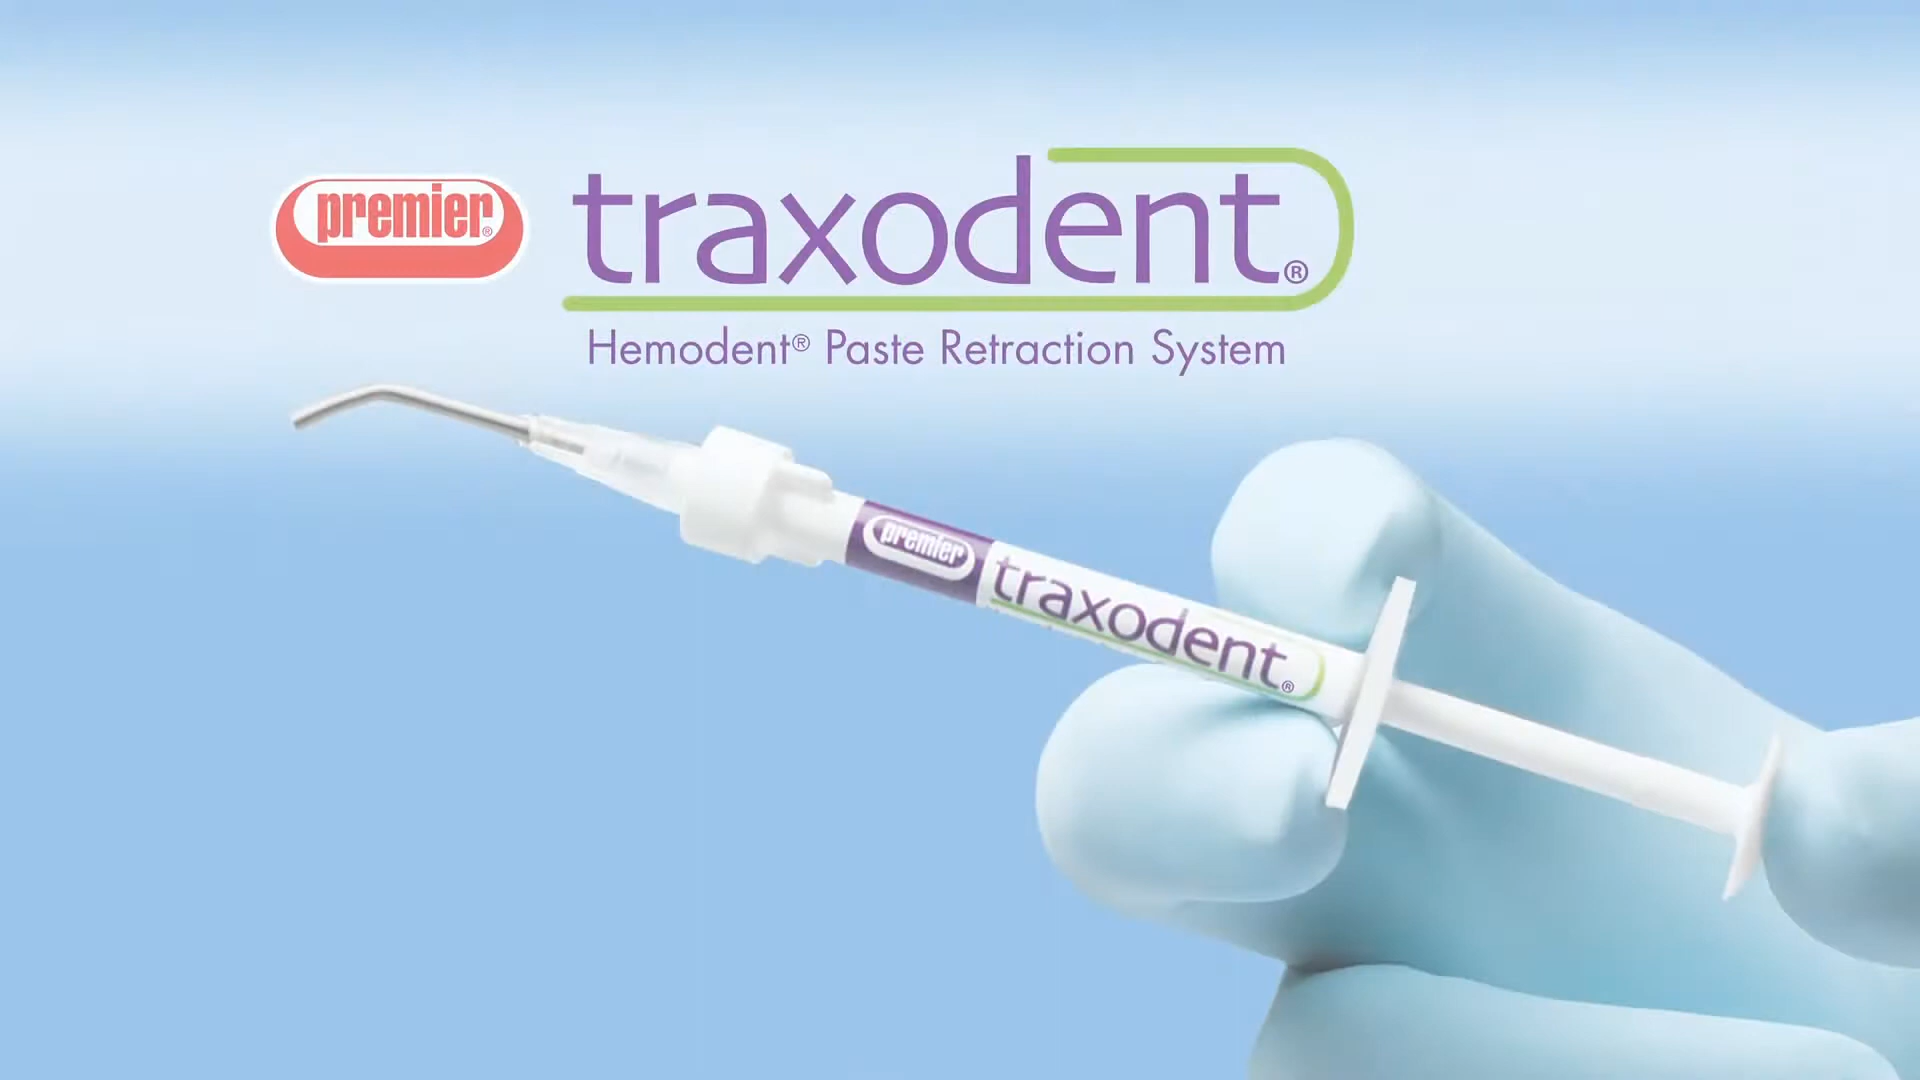 premier®
traxodent®
Hemodent® Paste Retraction System
premier
traxodent®